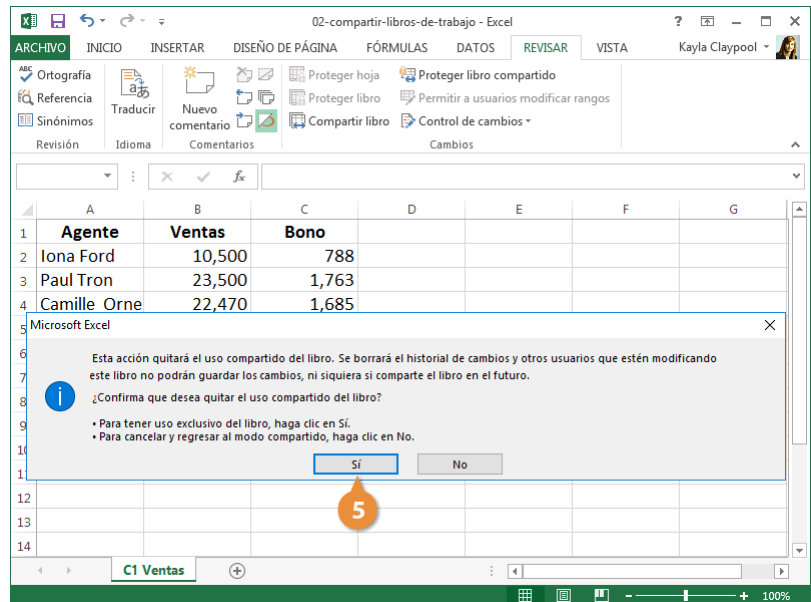 02-compartir-libros-de-trabajo - Excel
ARCHIVO INICIO INSERTAR DISEÑO DE PÁGINA FÓRMULAS DATOS REVISAR VISTA Kayla Claypool
ABC Ortografía
Referencia
Sinónimos
Revisión
Traducir
Idioma
Nuevo
comentario
Comentarios
Proteger hoja
Proteger libro
Compartir libro
Proteger libro compartido
Permitir a usuarios modificar rangos
Control de cambios
Cambios
fx
A B C D E F G
1 Agente Ventas Bono
2 Iona Ford 10,500 788
3 Paul Tron 23,500 1,763
4 Camille Orne 22,470 1,685
5
Microsoft Excel
6
Esta acción quitará el uso compartido del libro. Se borrará el historial de cambios y otros usuarios que estén modificando
7
este libro no podrán guardar los cambios, ni siquiera si comparte el libro en el futuro.
8
¿Confirma que desea quitar el uso compartido del libro?
9
• Para tener uso exclusivo del libro, haga clic en Sí.
• Para cancelar y regresar al modo compartido, haga clic en No.
Sí No
12
5
13
14
C1 Ventas
100%